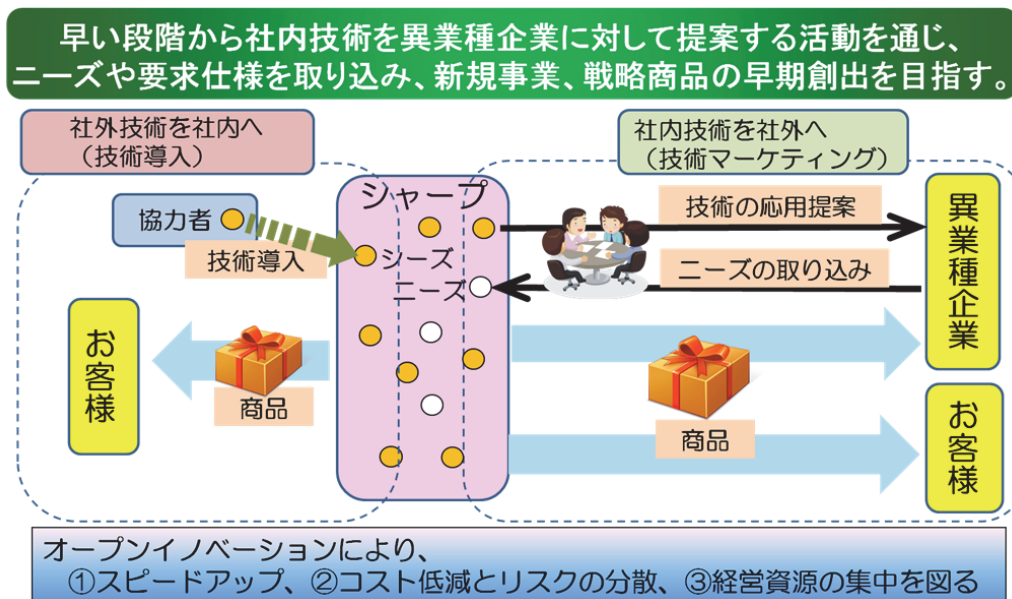 早い段階から社内技術を異業種企業に対して提案する活動を通じ、
ニーズや要求仕様を取り込み、新規事業、戦略商品の早期創出を目指す。
社外技術を社内へ
（技術導入）
社内技術を社外へ
（技術マーケティング）
シャープ
協力者
技術導入
シーズ
ニーズ
技術の応用提案
ニーズの取り込み
異業種企業
お客様
商品
商品
お客様
オープンイノベーションにより、
①スピードアップ、②コスト低減とリスクの分散、③経営資源の集中を図る